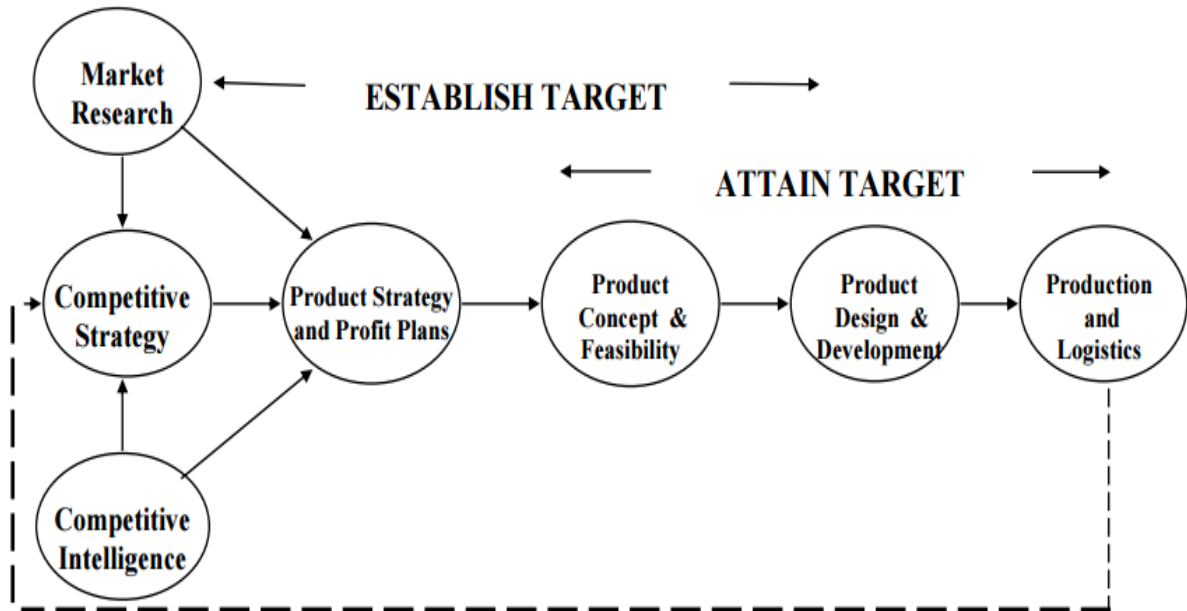 Market
Research
ESTABLISH TARGET
ATTAIN TARGET
Competitive
Strategy
Product Strategy
and Profit Plans
Product
Concept &
Feasibility
Product
Design &
Development
Production
and
Logistics
Competitive
Intelligence